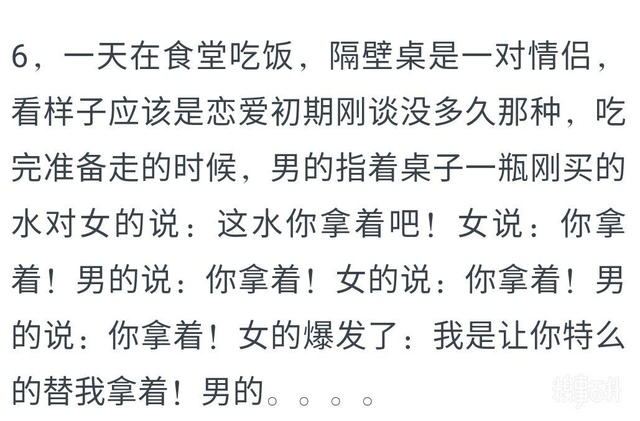 6，一天在食堂吃饭，隔壁桌是一对情侣，
看样子应该是恋爱初期刚谈没多久那种，吃
完准备走的时候，男的指着桌子一瓶刚买的
水对女的说：这水你拿着吧！女说：你拿
着！男的说：你拿着！女的说：你拿着！男
的说：你拿着！女的爆发了：我是让你特么
的替我拿着！男的。。。。